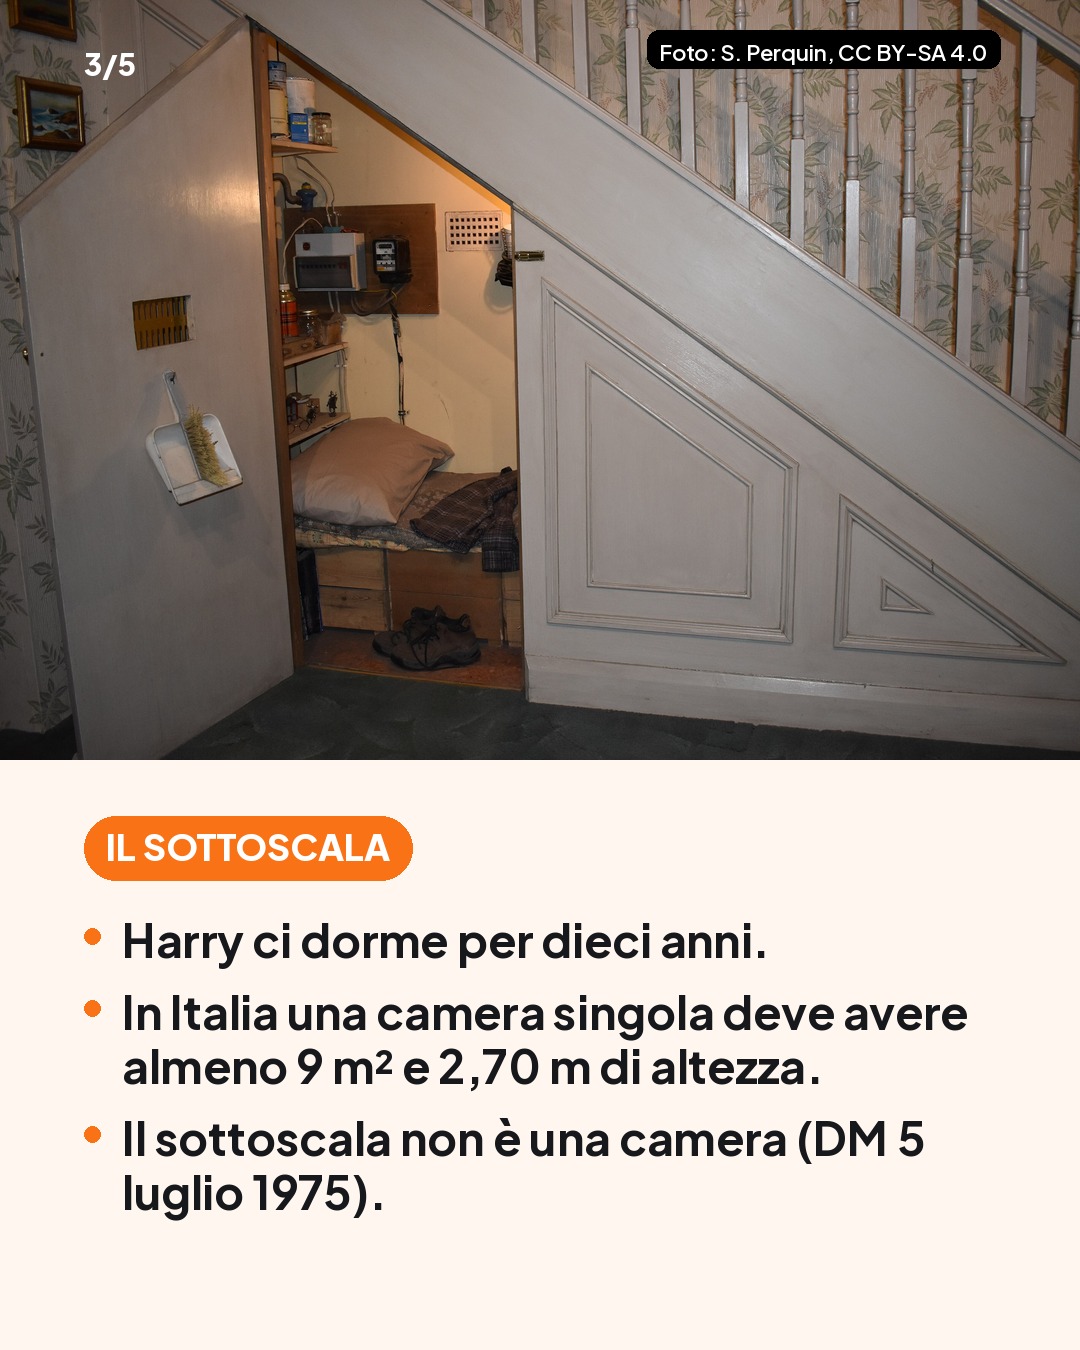 3/5
Foto: S. Perquin, CC BY-SA 4.0
IL SOTTOSCALA
Harry ci dorme per dieci anni.
In Italia una camera singola deve avere
almeno 9 m² e 2,70 m di altezza.
Il sottoscala non è una camera (DM 5
luglio 1975).